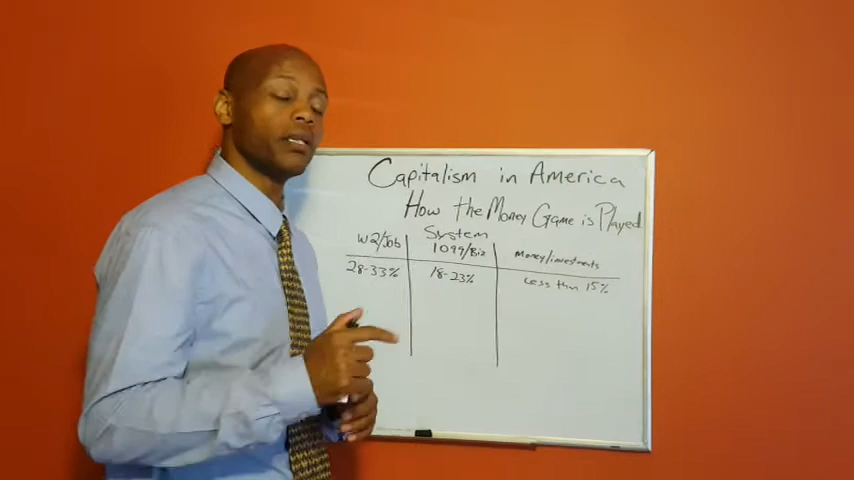 Capitalism in America
How the Money Game is Played
System
W2/Job 1099/Biz Money/investments
28-33% 18-23% Less than 15%